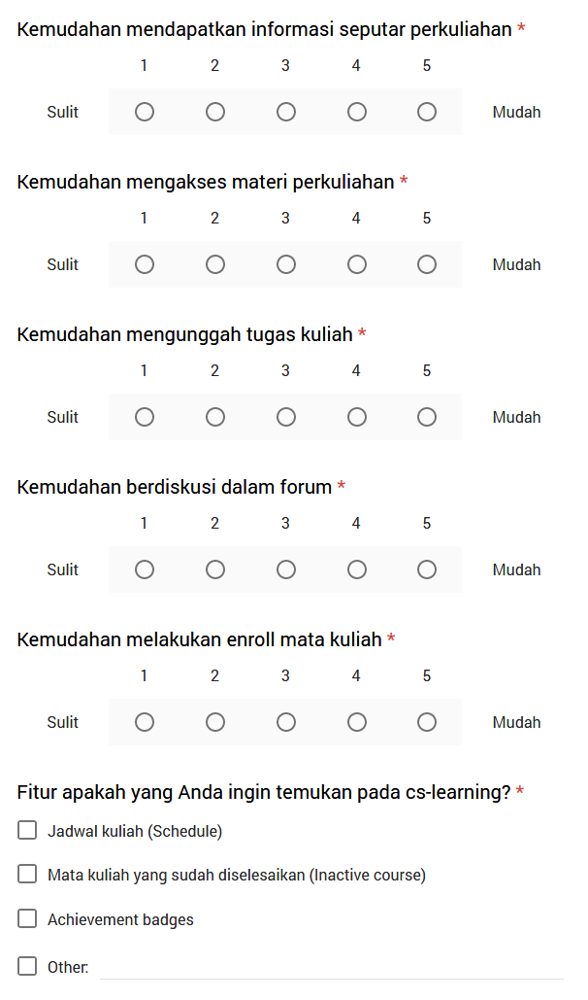 Kemudahan mendapatkan informasi seputar perkuliahan *
1 2 3 4 5
Sulit Mudah
Kemudahan mengakses materi perkuliahan *
1 2 3 4 5
Sulit Mudah
Kemudahan mengunggah tugas kuliah *
1 2 3 4 5
Sulit Mudah
Kemudahan berdiskusi dalam forum *
1 2 3 4 5
Sulit Mudah
Kemudahan melakukan enroll mata kuliah *
1 2 3 4 5
Sulit Mudah
Fitur apakah yang Anda ingin temukan pada cs-learning? *
Jadwal kuliah (Schedule)
Mata kuliah yang sudah diselesaikan (Inactive course)
Achievement badges
Other: